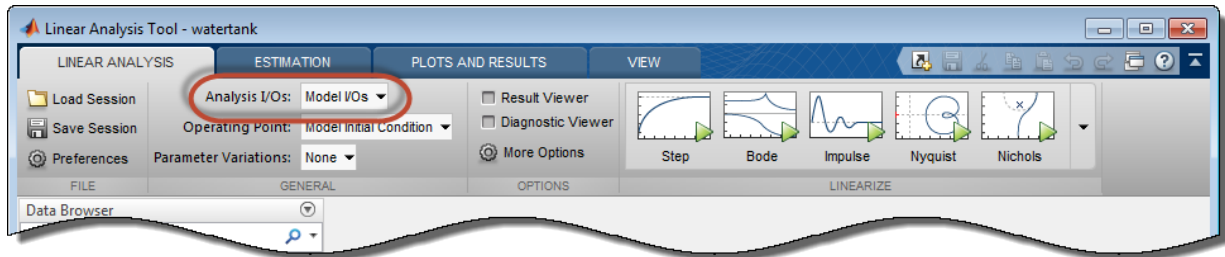 Linear Analysis Tool - watertank
LINEAR ANALYSIS ESTIMATION PLOTS AND RESULTS VIEW
Load Session Analysis I/Os: Model I/Os Result Viewer
Save Session Operating Point: Model Initial Condition Diagnostic Viewer
Preferences Parameter Variations: None More Options Step Bode Impulse Nyquist Nichols
FILE GENERAL OPTIONS LINEARIZE
Data Browser